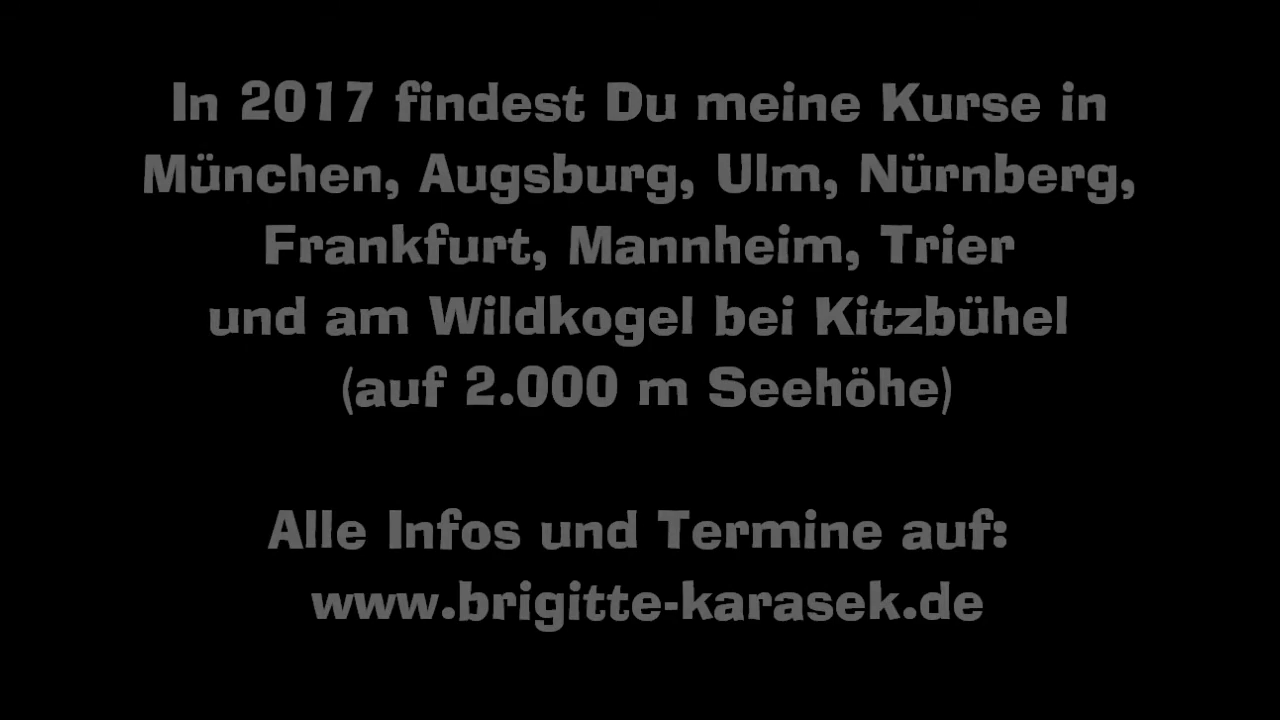 In 2017 findest Du meine Kurse in
München, Augsburg, Ulm, Nürnberg,
Frankfurt, Mannheim, Trier
und am Wildkogel bei Kitzbühel
(auf 2.000 m Seehöhe)
Alle Infos und Termine auf:
www.brigitte-karasek.de